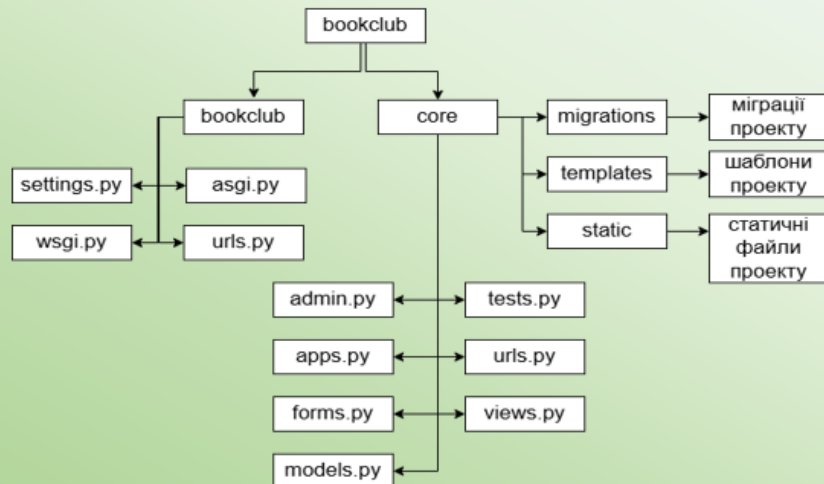 bookclub
bookclub
core
migrations
міграції
проекту
templates
шаблони
проекту
static
статичні
файли
проекту
settings.py
asgi.py
wsgi.py
urls.py
admin.py
tests.py
apps.py
urls.py
forms.py
views.py
models.py